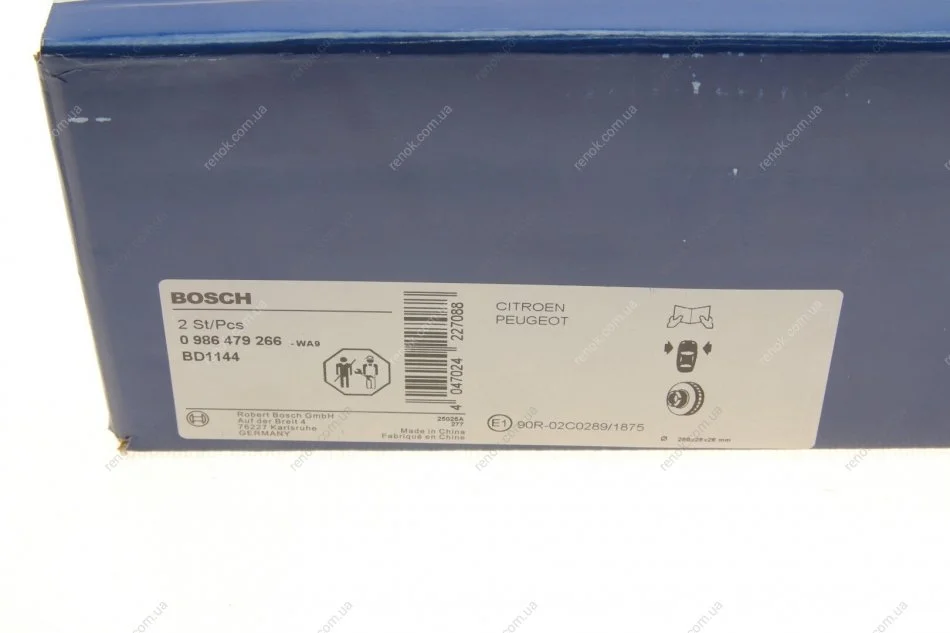 BOSCH
2 St/Pcs
0 986 479 266 -WA9
BD1144
Robert Bosch GmbH
Auf der Breit 4
76227 Karlsruhe
GERMANY
4 047024 227088
25025A
277
Made in China
Fabriqué en China
CITROEN
PEUGEOT
E1 90R-02C0289/1875
renok.com.ua